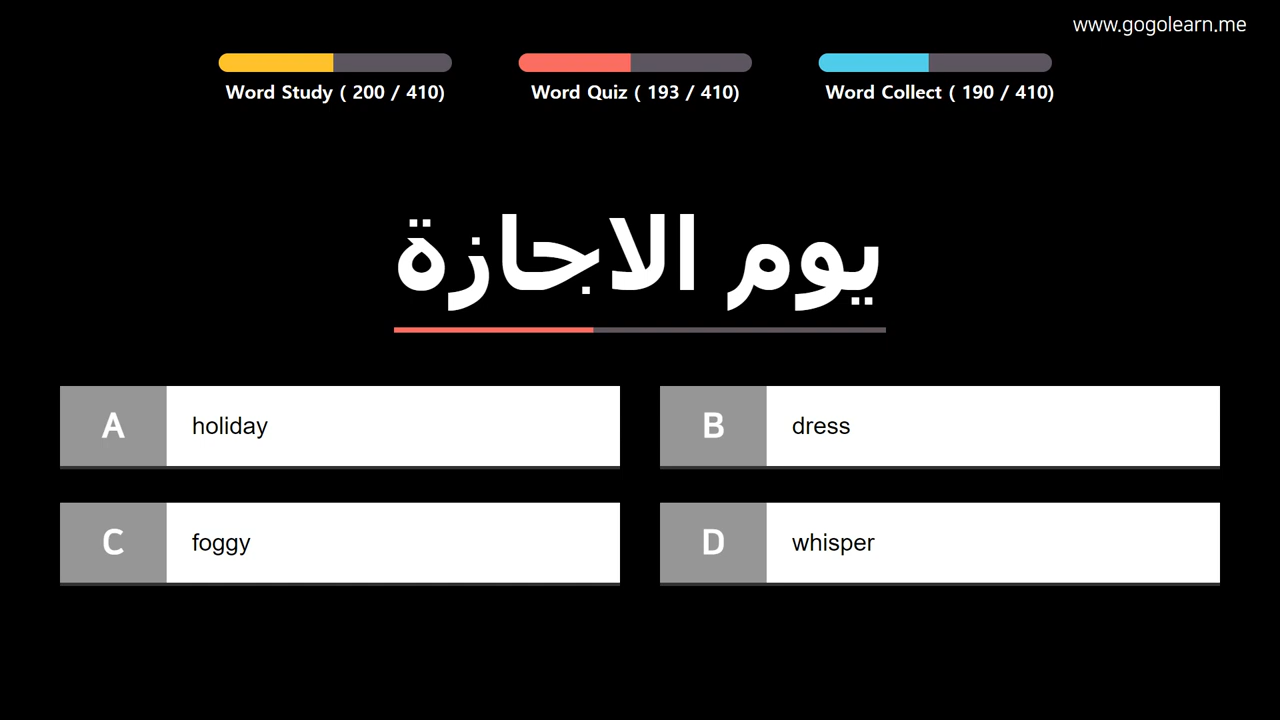 www.gogolearn.me
Word Study ( 200 / 410)
Word Quiz ( 193 / 410)
Word Collect ( 190 / 410)
يوم الاجازة
A holiday
B dress
C foggy
D whisper